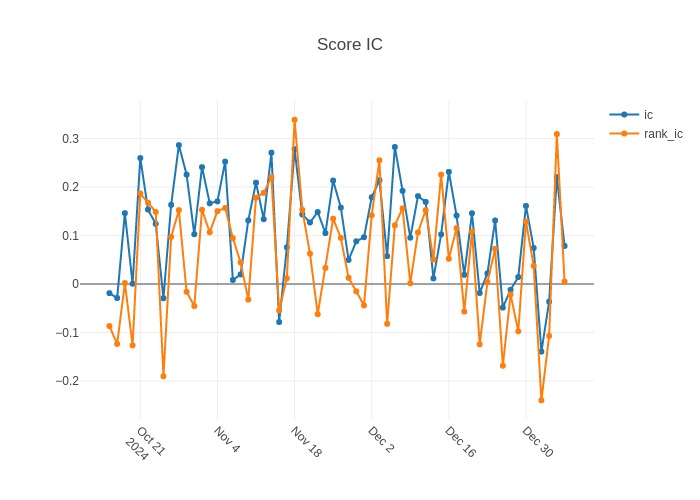 Score IC
ic
rank_ic
0.3
0.2
0.1
0
−0.1
−0.2
Oct 21
2024
Nov 4
Nov 18
Dec 2
Dec 16
Dec 30